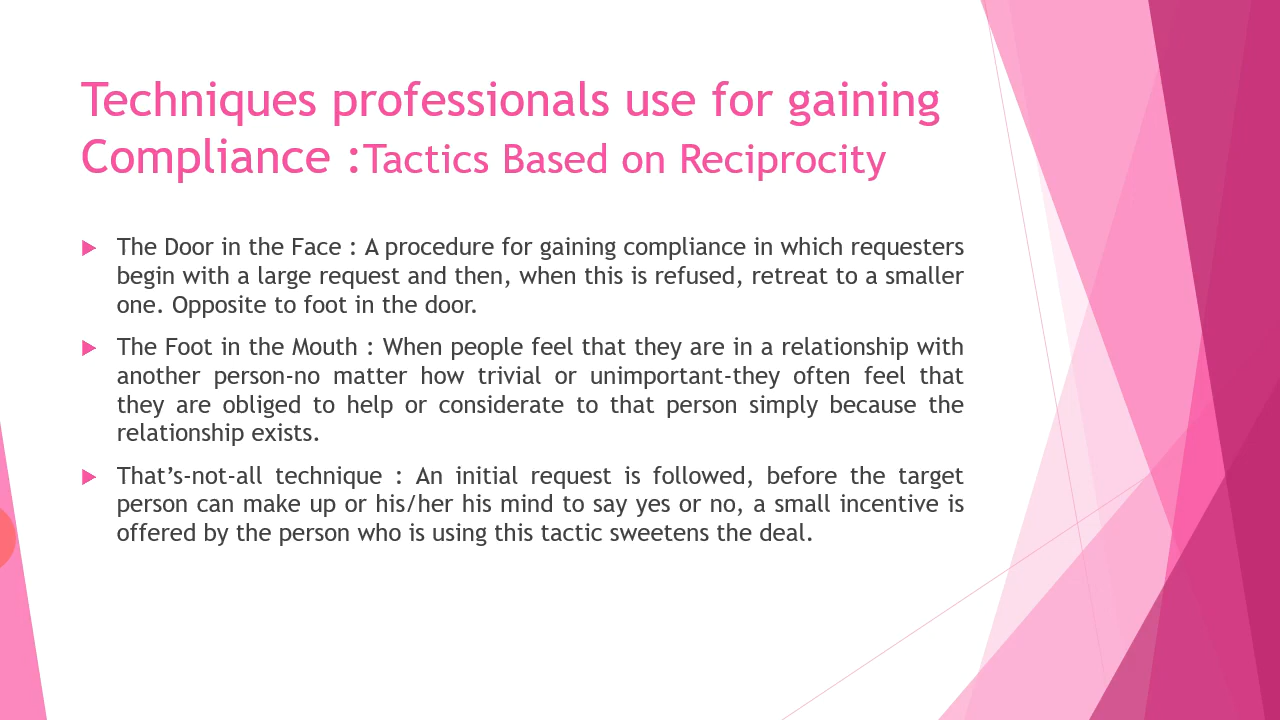 Techniques professionals use for gaining
Compliance :Tactics Based on Reciprocity
The Door in the Face : A procedure for gaining compliance in which requesters
begin with a large request and then, when this is refused, retreat to a smaller
one. Opposite to foot in the door.
The Foot in the Mouth : When people feel that they are in a relationship with
another person-no matter how trivial or unimportant-they often feel that
they are obliged to help or considerate to that person simply because the
relationship exists.
That’s-not-all technique : An initial request is followed, before the target
person can make up or his/her his mind to say yes or no, a small incentive is
offered by the person who is using this tactic sweetens the deal.